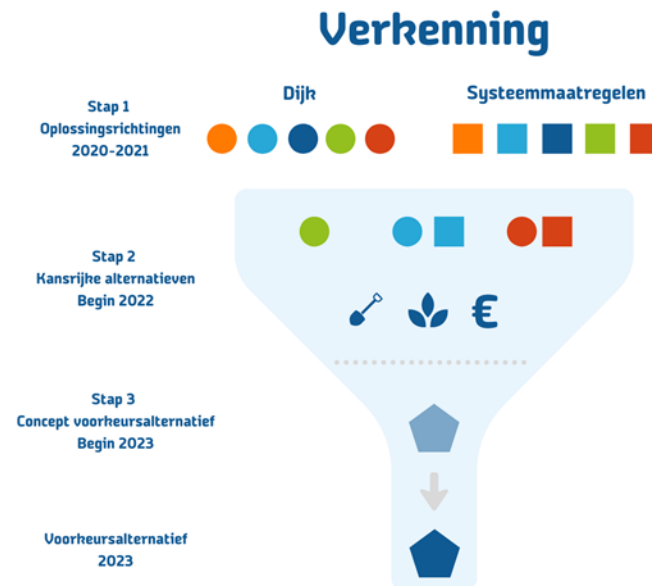 Verkenning
Dijk
Systeemmaatregelen
Stap 1
Oplossingsrichtingen
2020-2021
Stap 2
Kansrijke alternatieven
Begin 2022
€
Stap 3
Concept voorkeursalternatief
Begin 2023
Voorkeursalternatief
2023